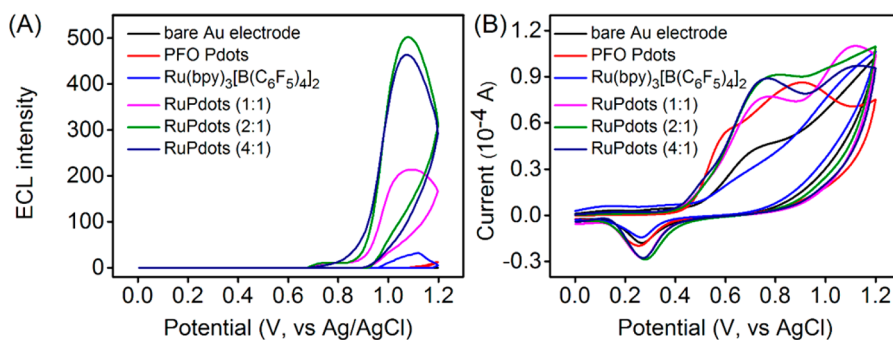 (A)
ECL intensity
500
400
300
200
100
0
bare Au electrode
PFO Pdots
Ru(bpy)₃[B(C₆F₅)₄]₂
RuPdots (1:1)
RuPdots (2:1)
RuPdots (4:1)
0.0 0.2 0.4 0.6 0.8 1.0 1.2
Potential (V, vs Ag/AgCl)
(B)
Current (10⁻⁴ A)
1.2
0.9
0.6
0.3
0.0
-0.3
bare Au electrode
PFO Pdots
Ru(bpy)₃[B(C₆F₅)₄]₂
RuPdots (1:1)
RuPdots (2:1)
RuPdots (4:1)
0.0 0.2 0.4 0.6 0.8 1.0 1.2
Potential (V, vs AgCl)